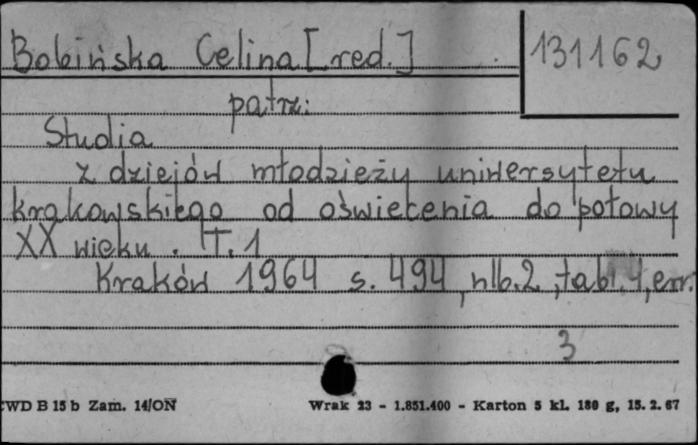 Bobińska Celina [red.] 131162
patrz:
Studia
z dziejów młodzieży uniwersytetu
krakowskiego od oświecenia do połowy
XX wieku. T. 1
Kraków 1964 s. 494, nlb. 2, tabl. 4, err.
3
CWD B 15 b Zam. 14/ON Wrak 23 - 1.851.400 - Karton 5 kl. 180 g, 15. 2. 67